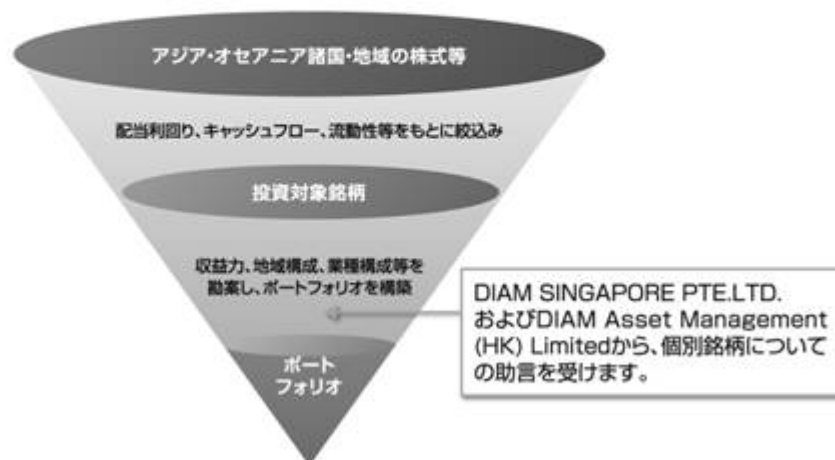 アジア・オセアニア諸国・地域の株式等
配当利回り、キャッシュフロー、流動性等をもとに絞込み
投資対象銘柄
収益力、地域構成、業種構成等を
勘案し、ポートフォリオを構築
DIAM SINGAPORE PTE.LTD.
およびDIAM Asset Management
(HK) Limitedから、個別銘柄について
の助言を受けます。
ポート
フォリオ